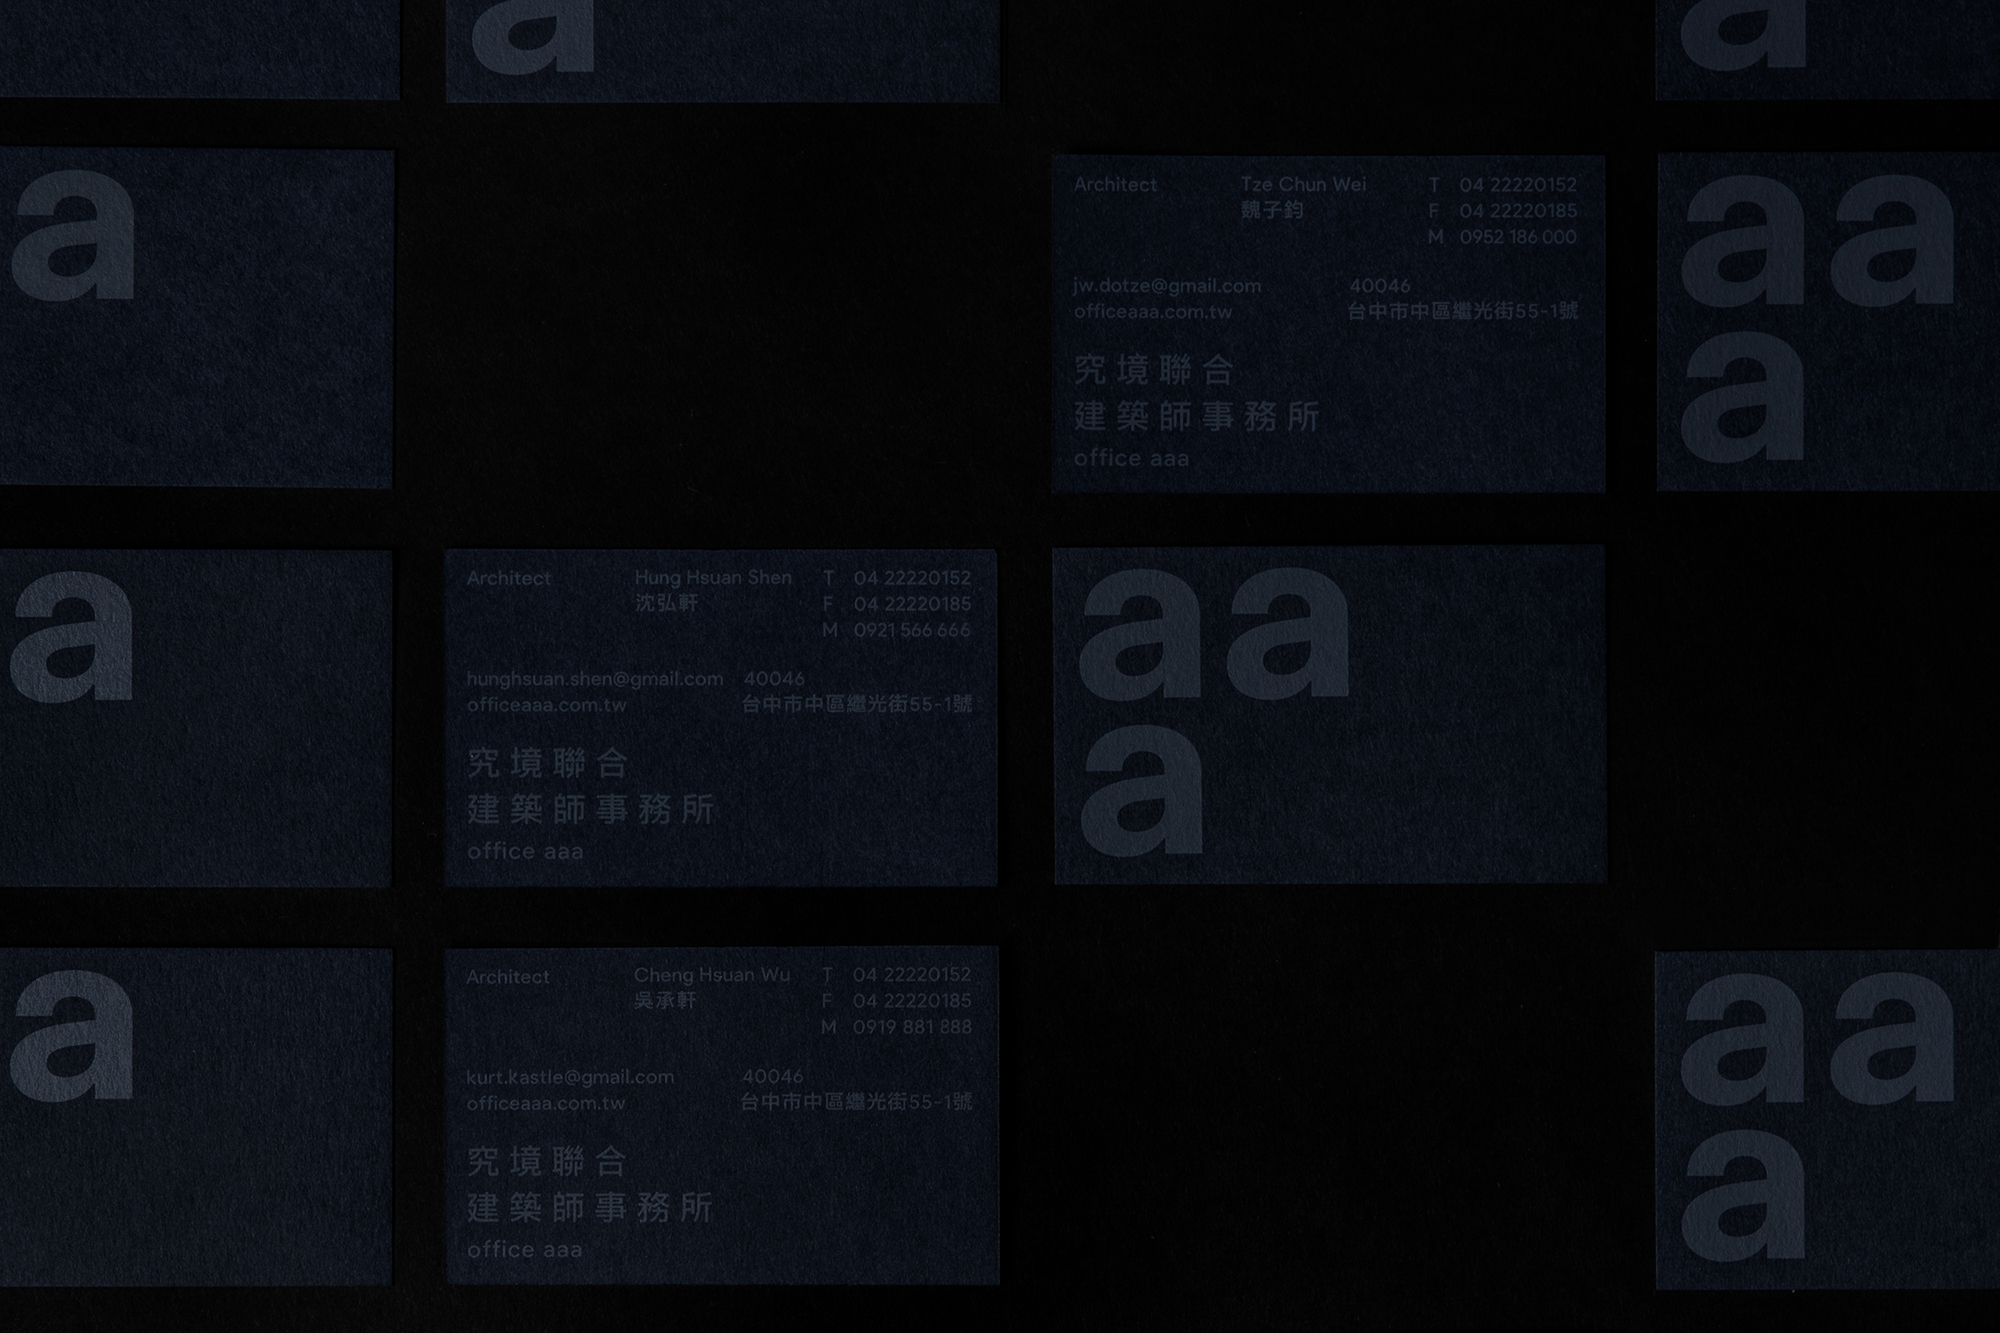 a
a
a
Architect
Tze Chun Wei
魏子鈞
T 04 22220152
F 04 22220185
M 0952 186 000
jw.dotze@gmail.com
officeaaa.com.tw
40046
台中市中區繼光街55-1號
究境聯合
建築師事務所
office aaa
aa
a
a
Architect
Hung Hsuan Shen
沈弘軒
T 04 22220152
F 04 22220185
M 0921 566 666
hunghsuan.shen@gmail.com
officeaaa.com.tw
40046
台中市中區繼光街55-1號
究境聯合
建築師事務所
office aaa
aa
a
a
Architect
Cheng Hsuan Wu
吳承軒
T 04 22220152
F 04 22220185
M 0919 881 888
kurt.kastle@gmail.com
officeaaa.com.tw
40046
台中市中區繼光街55-1號
究境聯合
建築師事務所
office aaa
aa
a